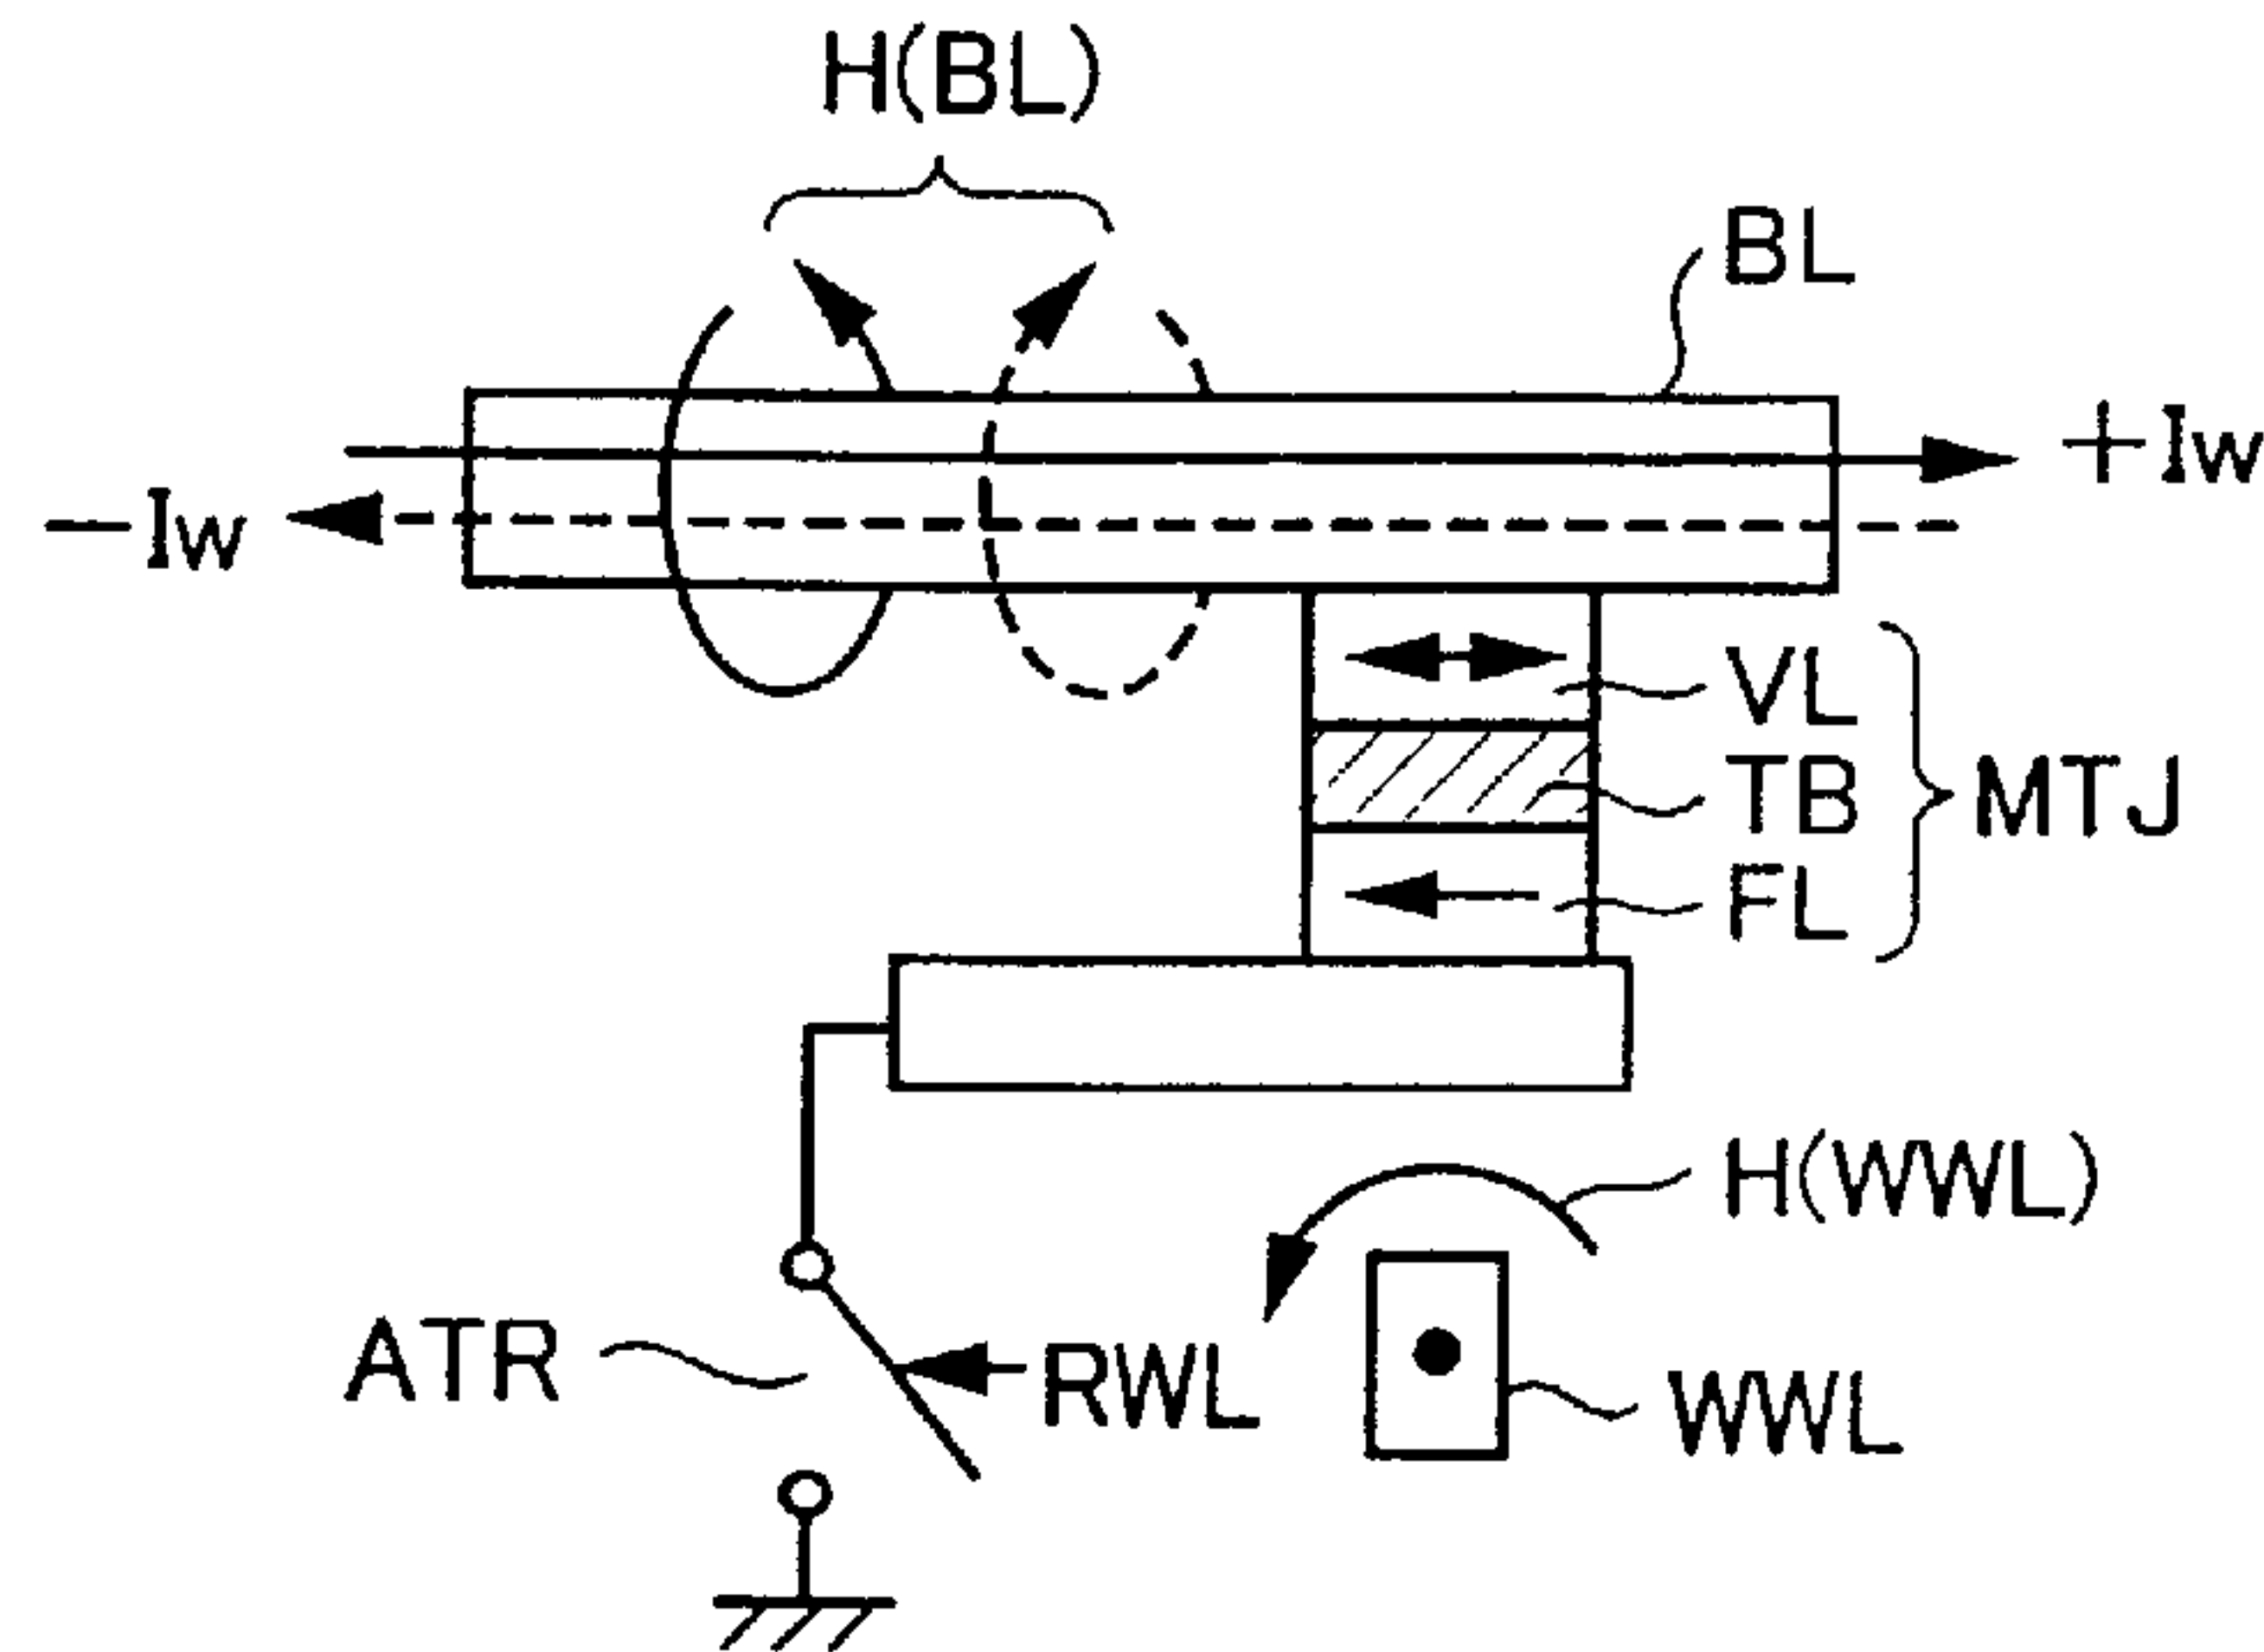 H(BL)
BL
+Iw
−Iw
VL
TB
MTJ
FL
H(WWL)
ATR
RWL
WWL